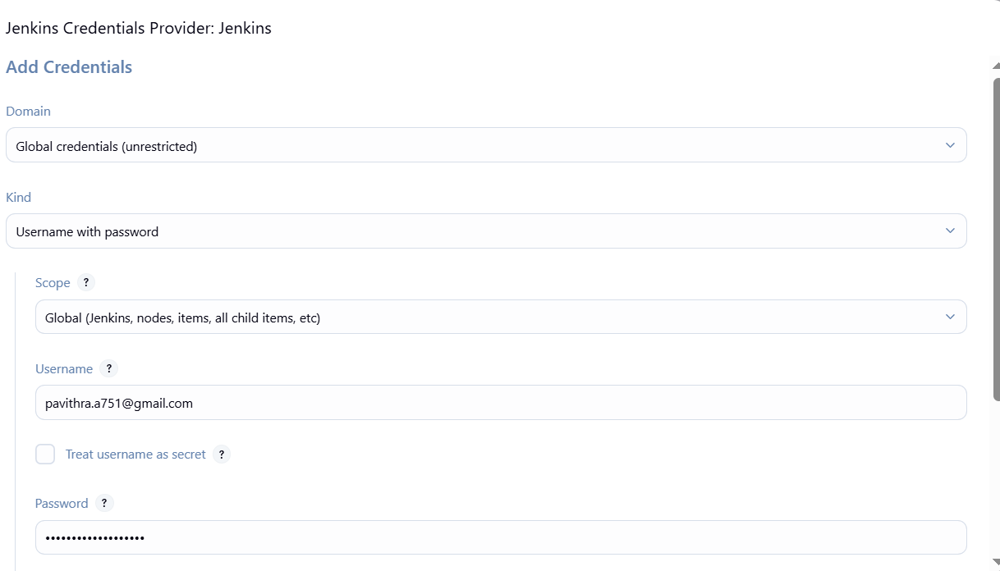 Jenkins Credentials Provider: Jenkins
Add Credentials
Domain
Global credentials (unrestricted)
Kind
Username with password
Scope ?
Global (Jenkins, nodes, items, all child items, etc)
Username ?
pavithra.a751@gmail.com
Treat username as secret ?
Password ?
•••••••••••••••••••